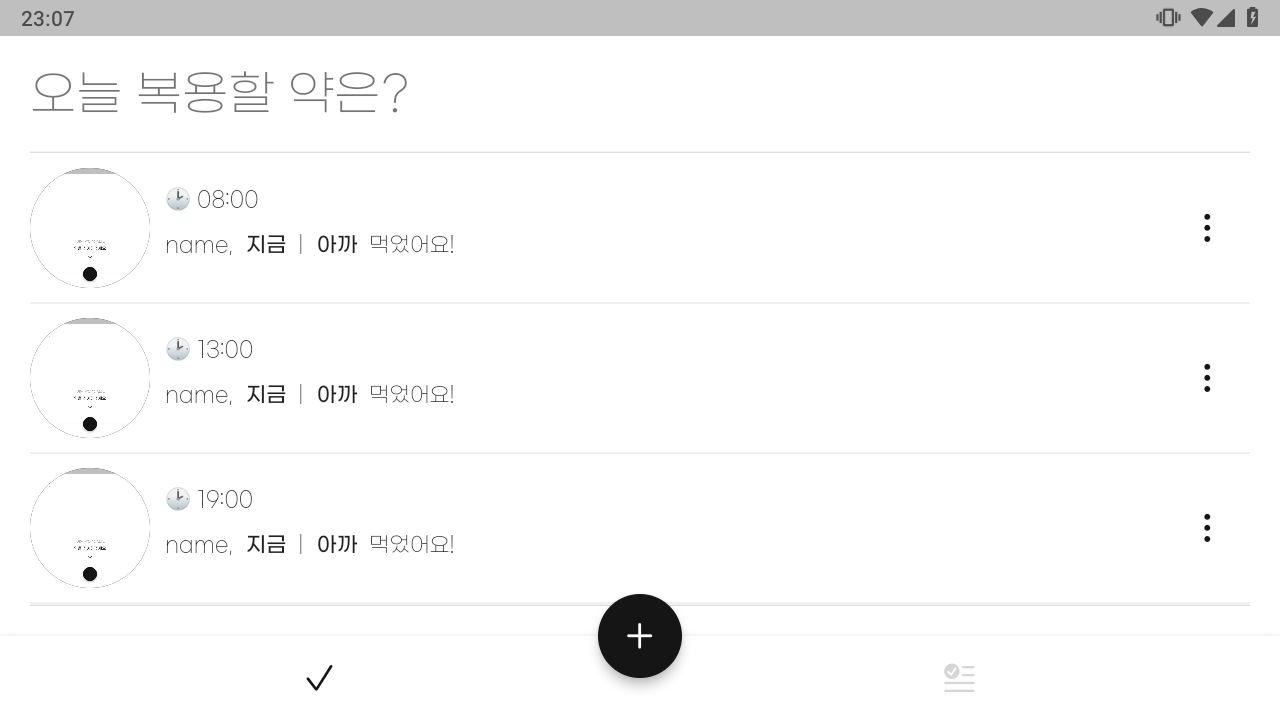 23:07
오늘 복용할 약은?
🕑 08:00
name, 지금 | 아까 먹었어요!
🕑 13:00
name, 지금 | 아까 먹었어요!
🕑 19:00
name, 지금 | 아까 먹었어요!